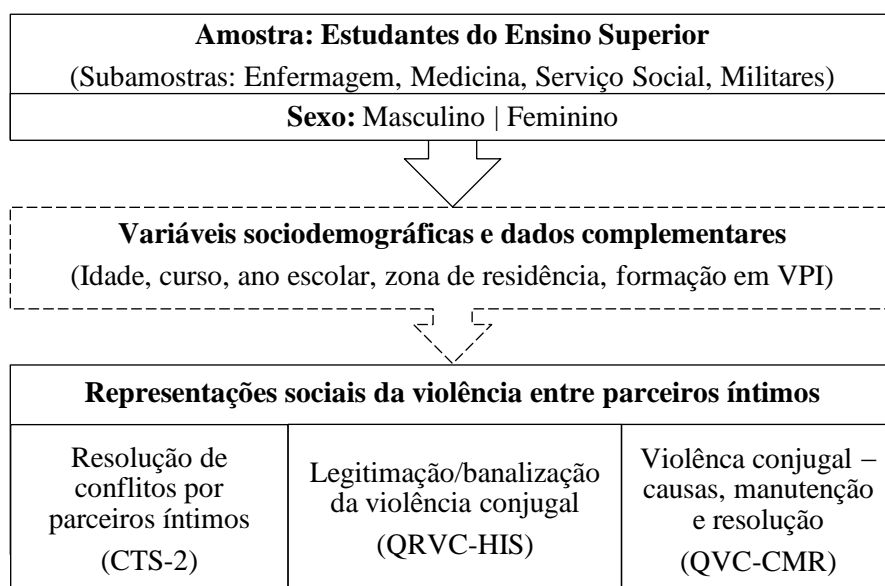 Amostra: Estudantes do Ensino Superior
(Subamostras: Enfermagem, Medicina, Serviço Social, Militares)
Sexo: Masculino | Feminino
Variáveis sociodemográficas e dados complementares
(Idade, curso, ano escolar, zona de residência, formação em VPI)
Representações sociais da violência entre parceiros íntimos
Resolução de
conflitos por
parceiros íntimos
(CTS-2)
Legitimação/banalização
da violência conjugal
(QRVC-HIS)
Violênca conjugal –
causas, manutenção
e resolução
(QVC-CMR)